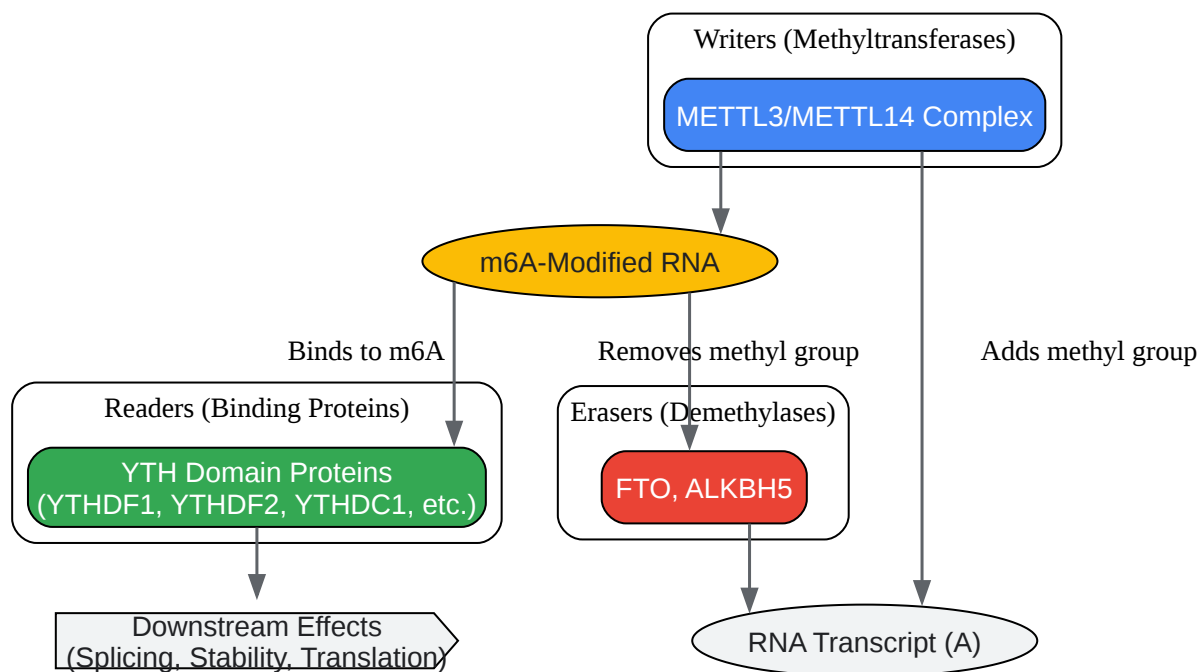 Writers (Methyltransferases)
METTL3/METTL14 Complex
m6A-Modified RNA
Binds to m6A
Removes methyl group
Adds methyl group
Readers (Binding Proteins)
Erasers (Demethylases)
YTH Domain Proteins
(YTHDF1, YTHDF2, YTHDC1, etc.)
FTO, ALKBH5
Downstream Effects
(Splicing, Stability, Translation)
RNA Transcript (A)